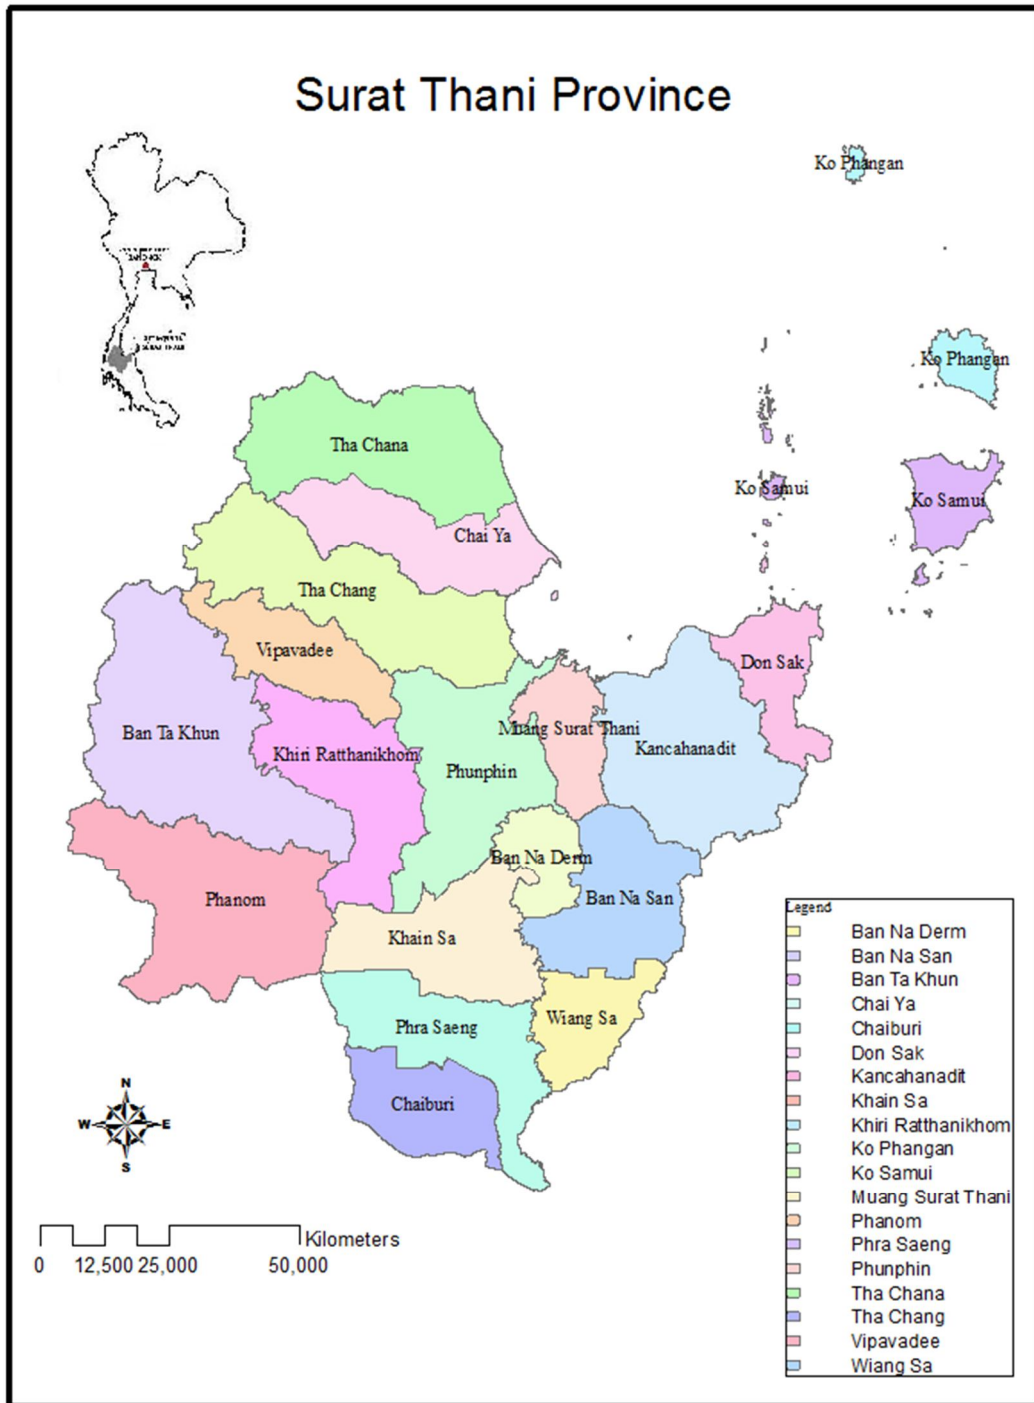 Surat Thani Province
Ko Phangan
Ko Phangan
Tha Chana
Ko Samui
Ko Samui
Chai Ya
Tha Chang
Vipavadee
Don Sak
Ban Ta Khun
Muang Surat Thani
Khiri Ratthanikhom
Kancahanadit
Phunphin
Ban Na Derm
Phanom
Ban Na San
Khain Sa
Wiang Sa
Phra Saeng
Chaiburi
Legend
Ban Na Derm
Ban Na San
Ban Ta Khun
Chai Ya
Chaiburi
Don Sak
Kancahanadit
Khain Sa
Khiri Ratthanikhom
Ko Phangan
Ko Samui
Muang Surat Thani
Phanom
Phra Saeng
Phunphin
Tha Chana
Tha Chang
Vipavadee
Wiang Sa
N
W E
S
Kilometers
0 12,500 25,000 50,000